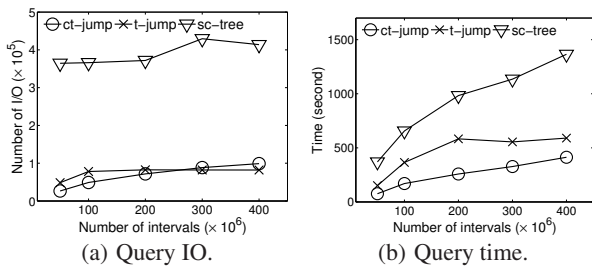 ct-jump t-jump sc-tree
Number of I/O (× 10^5)
5
4
3
2
1
0
100 200 300 400
Number of intervals (× 10^6)
(a) Query IO.
ct-jump t-jump sc-tree
Time (second)
1500
1000
500
0
100 200 300 400
Number of intervals (× 10^6)
(b) Query time.